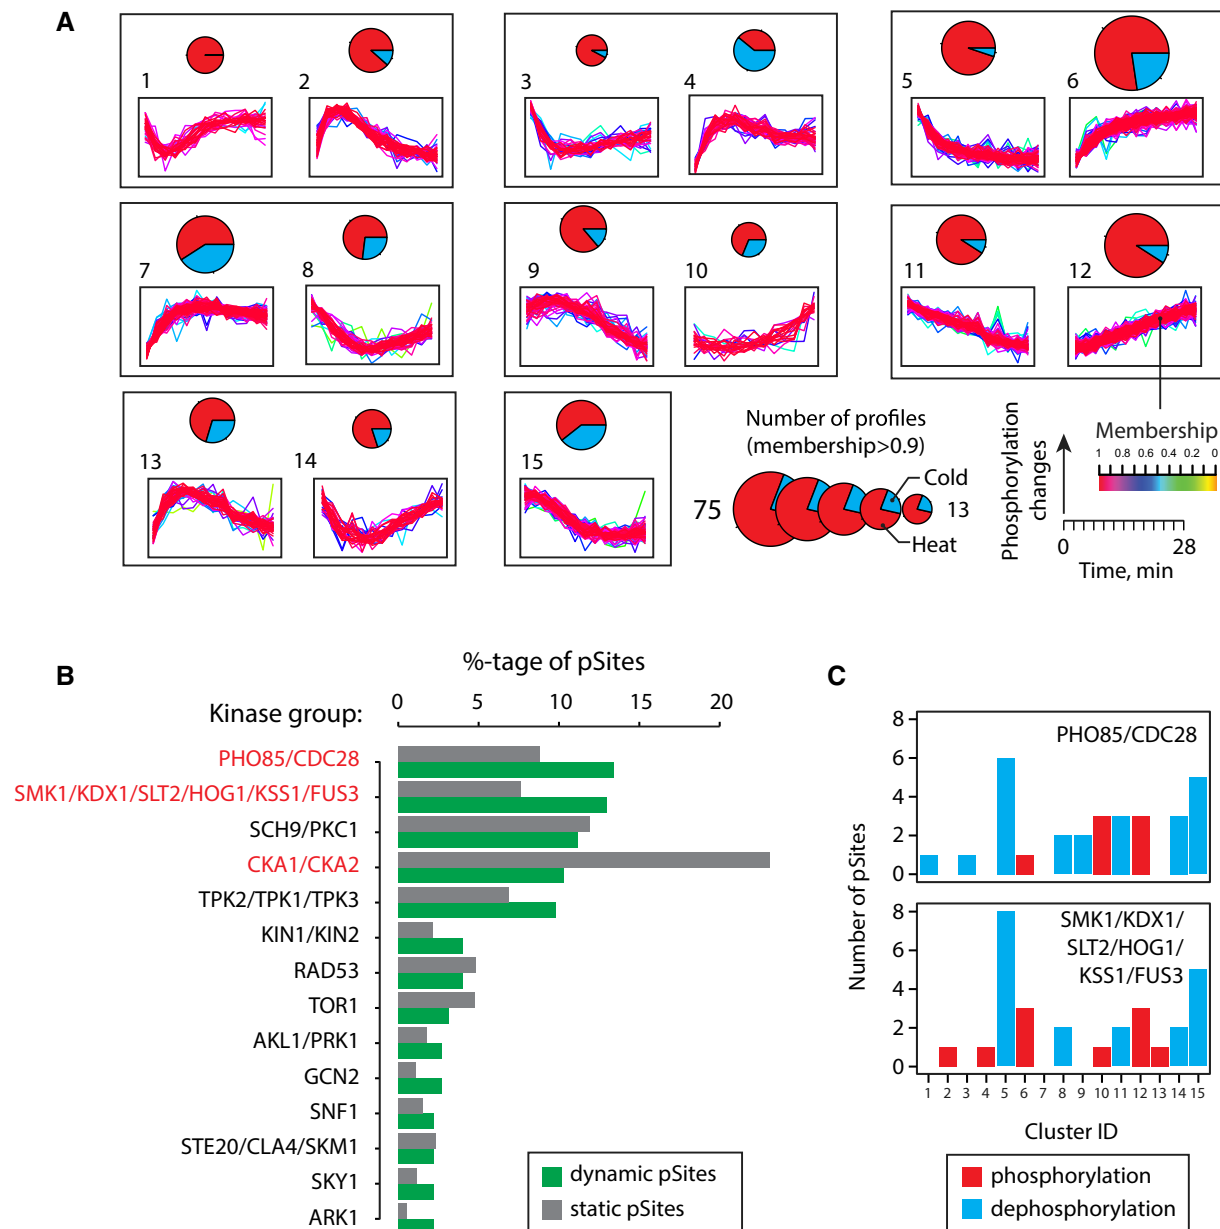 A
1
2
3
4
5
6
7
8
9
10
11
12
13
14
15
Number of profiles
(membership>0.9)
75
Cold
13
Heat
Phosphorylation
changes
0
28
Time, min
Membership
1 0.8 0.6 0.4 0.2 0
B
%-tage of pSites
Kinase group:
0 5 10 15 20
PHO85/CDC28
SMK1/KDX1/SLT2/HOG1/KSS1/FUS3
SCH9/PKC1
CKA1/CKA2
TPK2/TPK1/TPK3
KIN1/KIN2
RAD53
TOR1
AKL1/PRK1
GCN2
SNF1
STE20/CLA4/SKM1
SKY1
ARK1
dynamic pSites
static pSites
C
Number of pSites
8
6
4
2
0
PHO85/CDC28
8
6
4
2
0
SMK1/KDX1/
SLT2/HOG1/
KSS1/FUS3
1 2 3 4 5 6 7 8 9 10 11 12 13 14 15
Cluster ID
phosphorylation
dephosphorylation